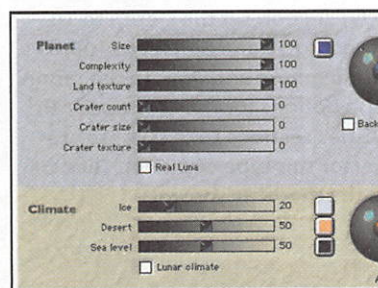 Planet Size 100
Complexity 100
Land texture 100
Crater count 0
Crater size 0
Crater texture 0
Real Luna
Climate Ice 20
Desert 50
Sea level 50
Lunar climate